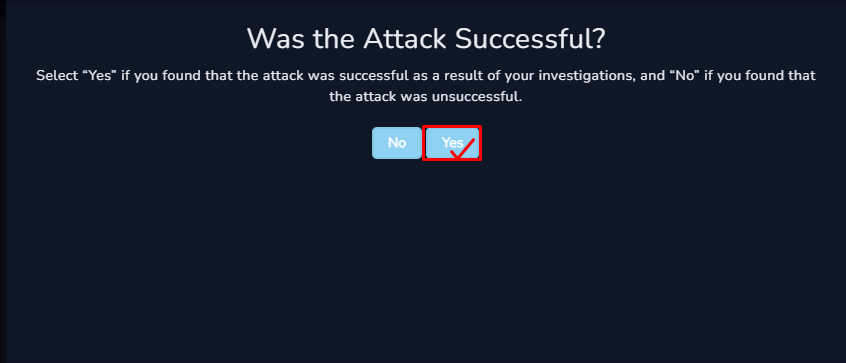 Was the Attack Successful?
Select “Yes” if you found that the attack was successful as a result of your investigations, and “No” if you found that
the attack was unsuccessful.
No Yes